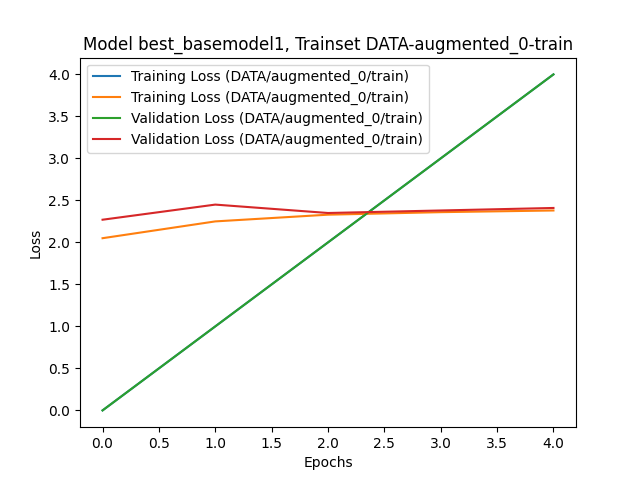 Model best_basemodel1, Trainset DATA-augmented_0-train
Training Loss (DATA/augmented_0/train)
Training Loss (DATA/augmented_0/train)
Validation Loss (DATA/augmented_0/train)
Validation Loss (DATA/augmented_0/train)
4.0
3.5
3.0
2.5
2.0
1.5
1.0
0.5
0.0
Loss
0.0 0.5 1.0 1.5 2.0 2.5 3.0 3.5 4.0
Epochs